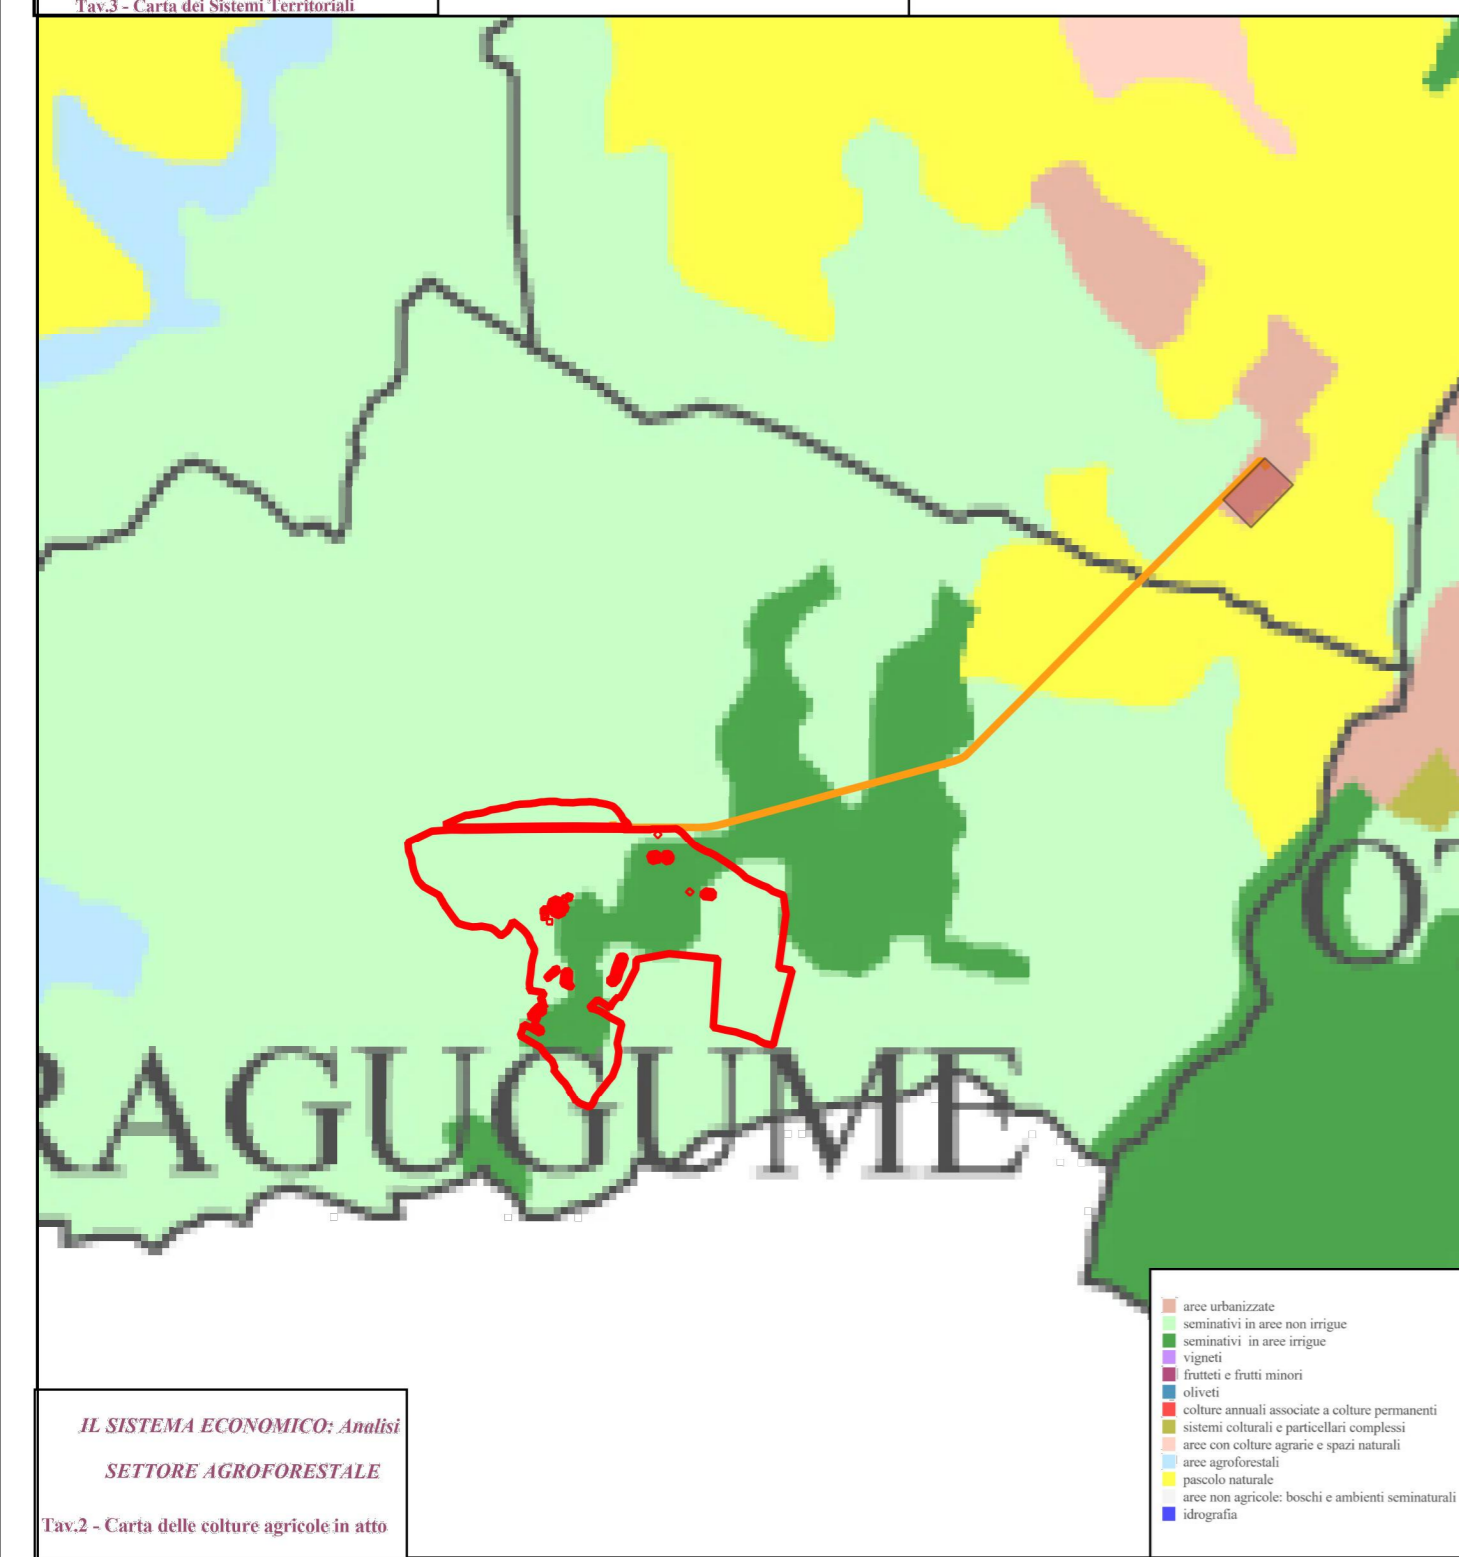 Tav.3 - Carta dei Sistemi Territoriali
OT
RAGUGUME
aree urbanizzate
seminativi in aree non irrigue
seminativi in aree irrigue
vigneti
frutteti e frutti minori
oliveti
colture annuali associate a colture permanenti
sistemi colturali e particellari complessi
aree con colture agrarie e spazi naturali
aree agroforestali
pascolo naturale
aree non agricole: boschi e ambienti seminaturali
idrografia
IL SISTEMA ECONOMICO: Analisi
SETTORE AGROFORESTALE
Tav.2 - Carta delle colture agricole in atto